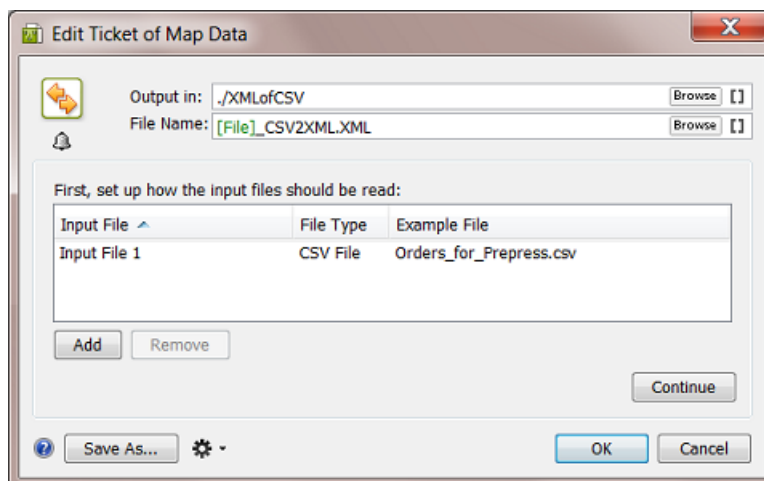 Edit Ticket of Map Data
Output in: ./XMLofCSV Browse []
File Name: [File]_CSV2XML.XML Browse []
First, set up how the input files should be read:
Input File File Type Example File
Input File 1 CSV File Orders_for_Prepress.csv
Add Remove
Continue
? Save As... OK Cancel